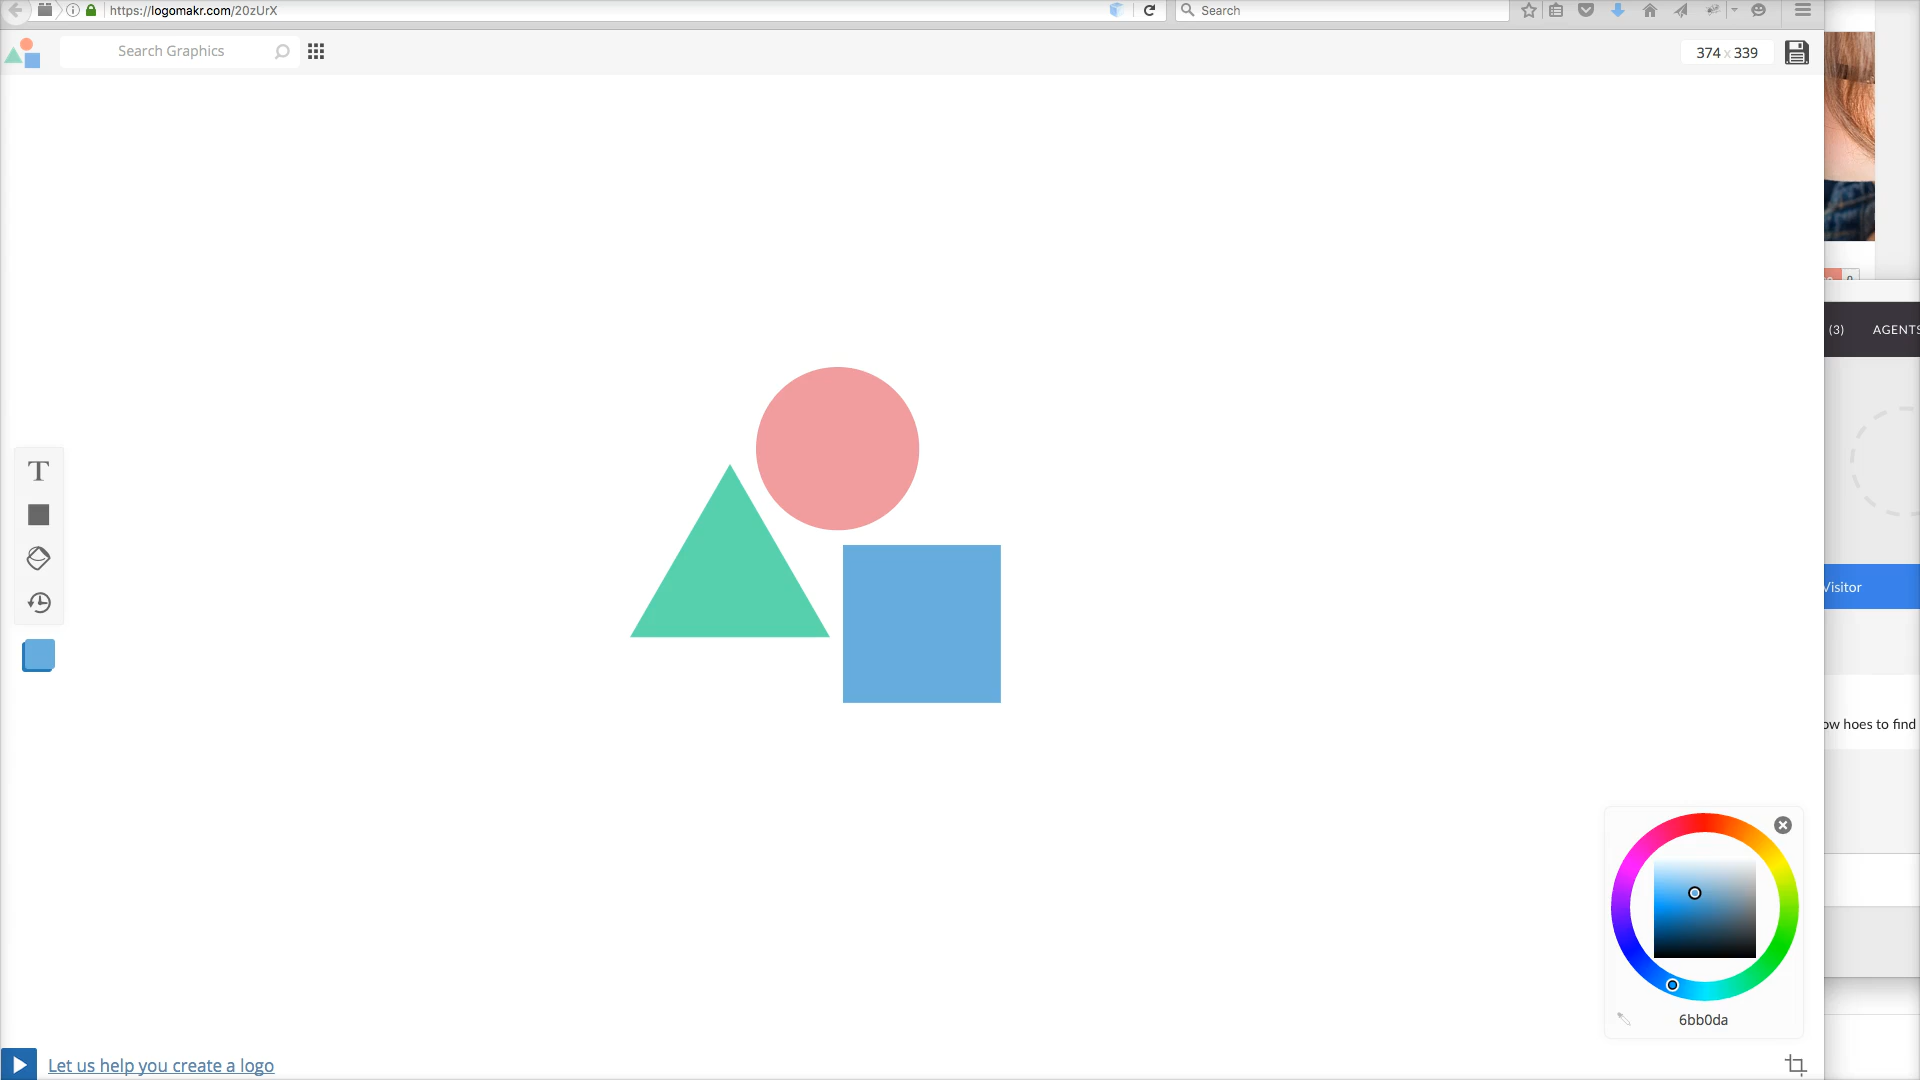 https://logomakr.com/20zUrX
Search
Search Graphics
374 x 339
(3) AGENTS
T
Visitor
ow hoes to find
6bb0da
Let us help you create a logo